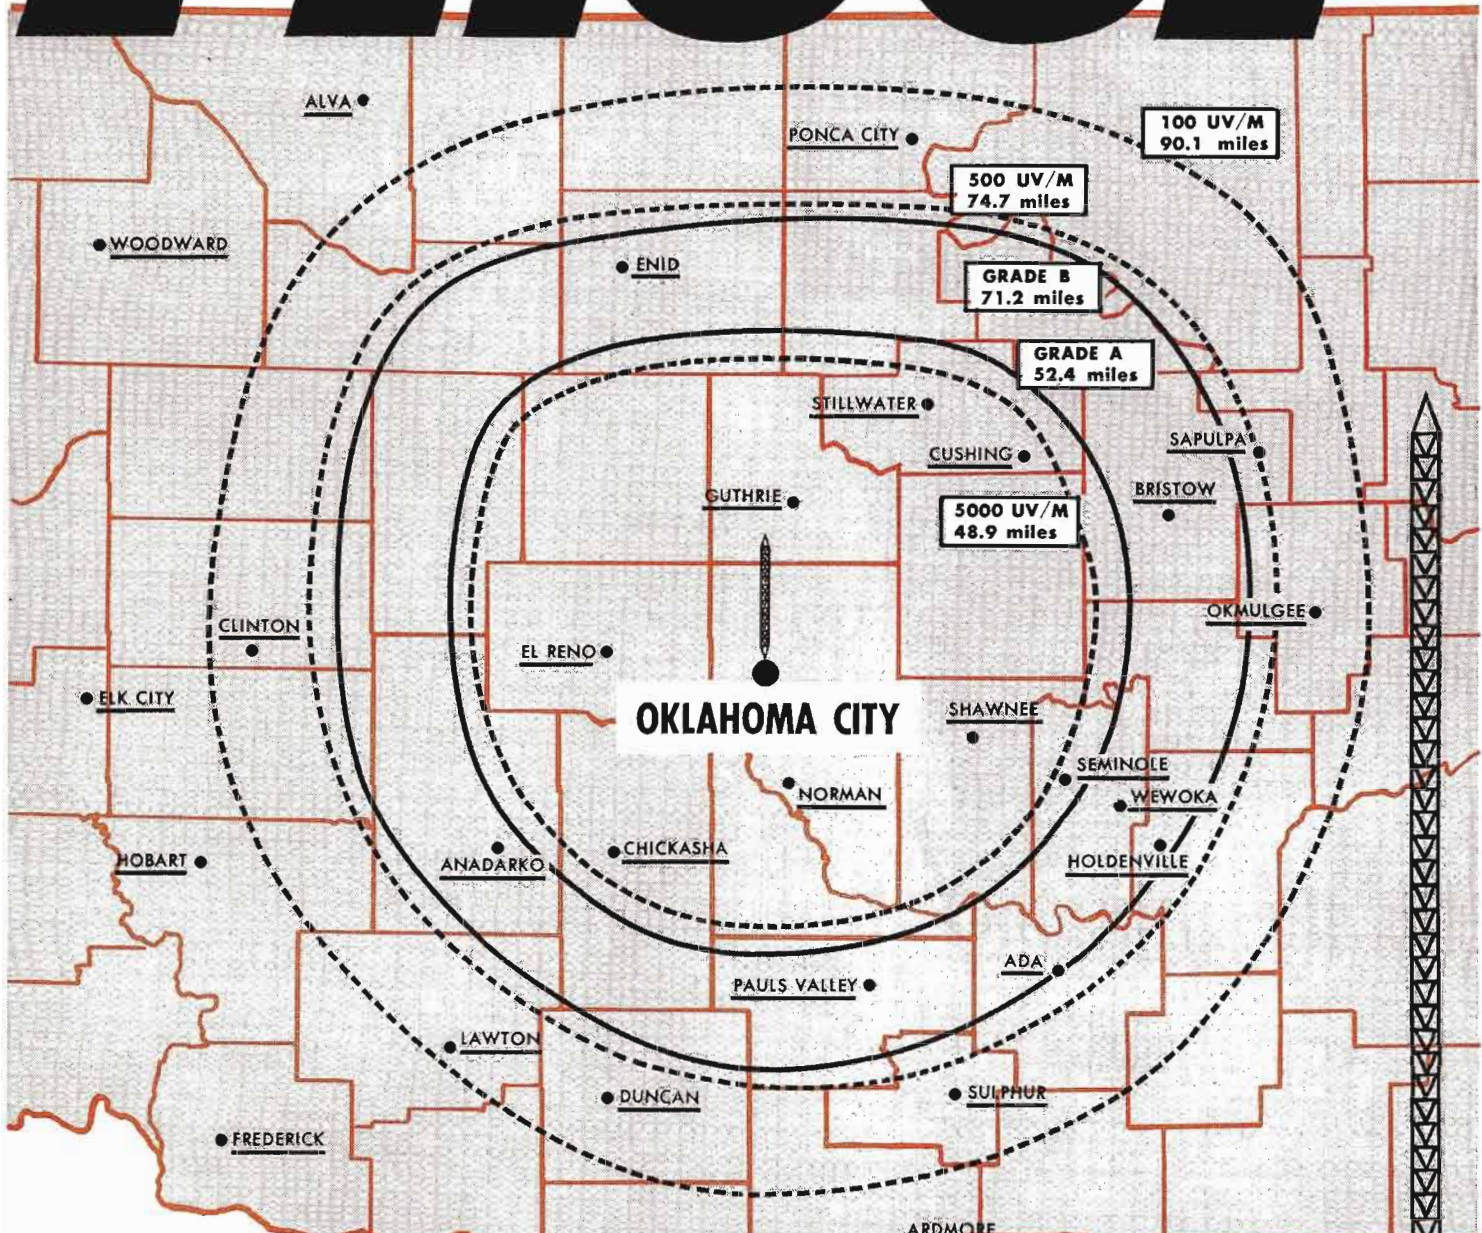 ALVA
PONCA CITY
100 UV/M
90.1 miles
500 UV/M
74.7 miles
WOODWARD
ENID
GRADE B
71.2 miles
GRADE A
52.4 miles
STILLWATER
CUSHING
SAPULPA
GUTHRIE
BRISTOW
5000 UV/M
48.9 miles
CLINTON
OKMULGEE
EL RENO
ELK CITY
OKLAHOMA CITY
SHAWNEE
SEMINOLE
NORMAN
WEWOKA
HOBART
ANADARKO
CHICKASHA
HOLDENVILLE
ADA
PAULS VALLEY
LAWTON
DUNCAN
SULPHUR
FREDERICK
ARDMORE